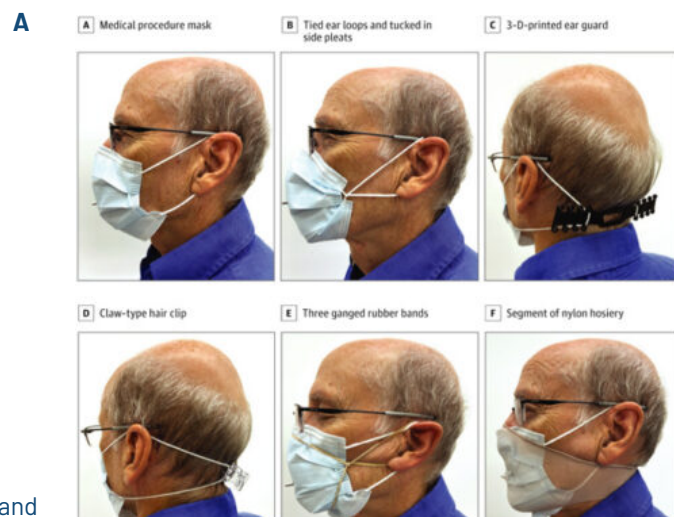 A
A Medical procedure mask
B Tied ear loops and tucked in
side pleats
C 3-D-printed ear guard
D Claw-type hair clip
E Three ganged rubber bands
F Segment of nylon hosiery
and